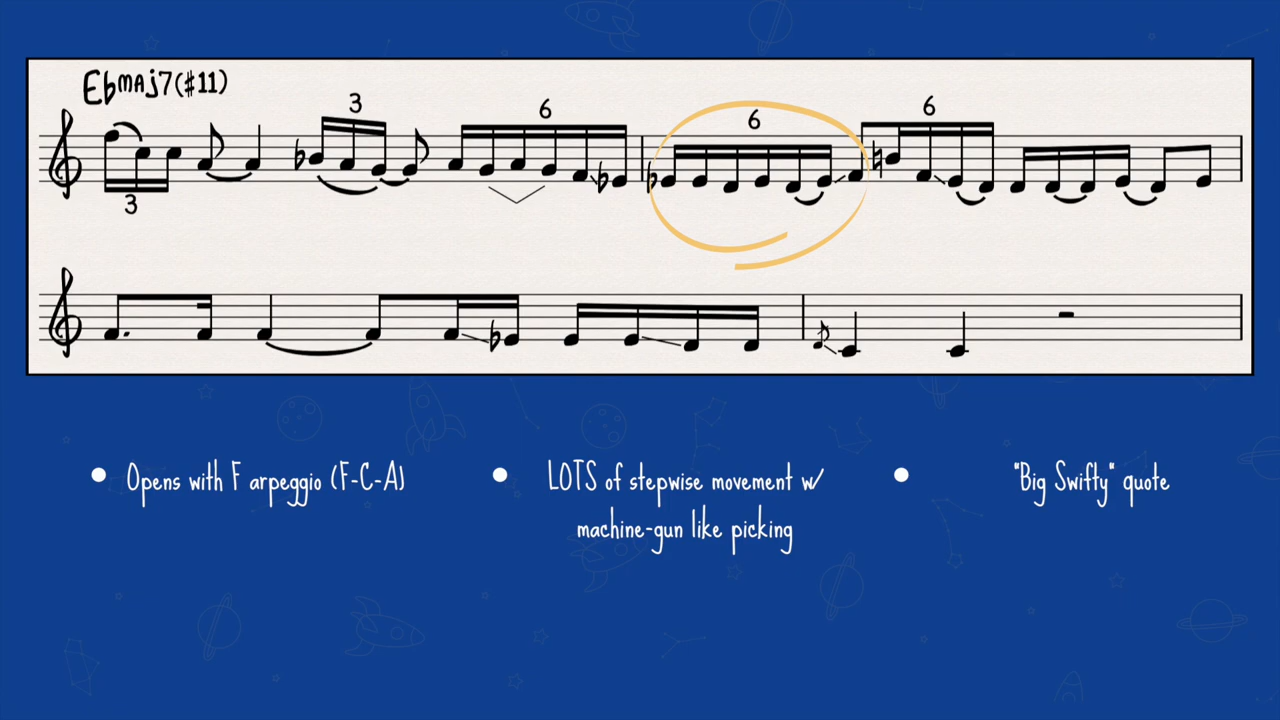 Ebmaj7(#11)
3 6 6 6
3
Opens with F arpeggio (F-C-A)
LOTS of stepwise movement w/
machine-gun like picking
"Big Swifty" quote